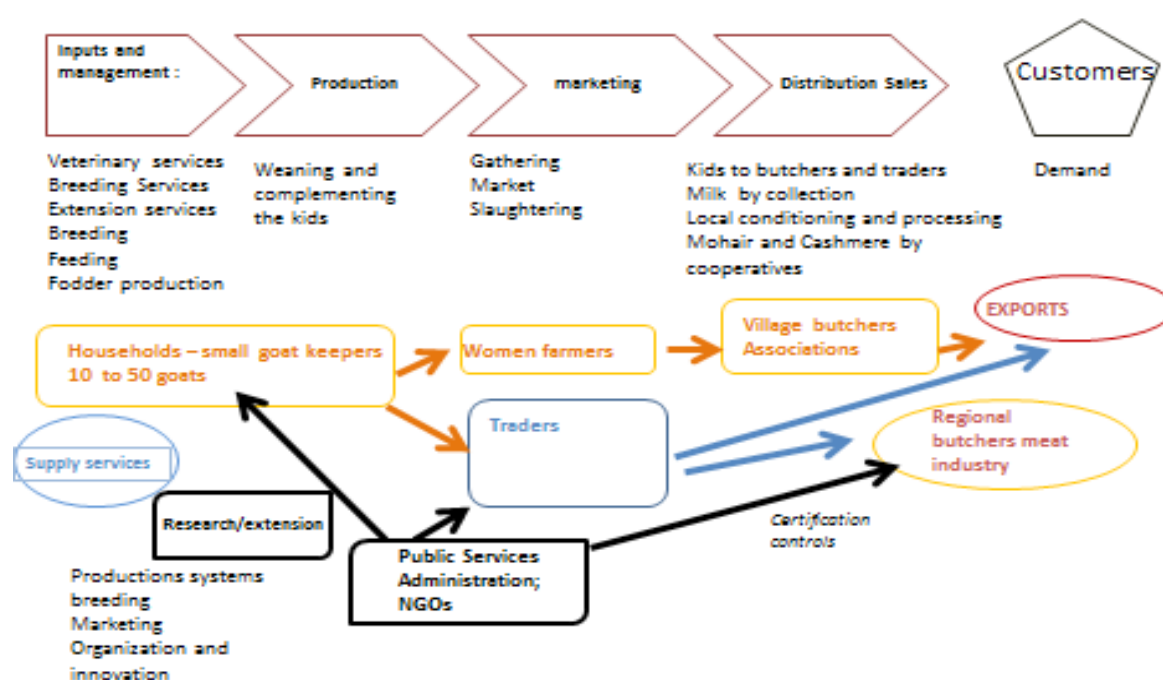 Inputs and
management :
Production
marketing
Distribution Sales
Customers
Veterinary services
Breeding Services
Extension services
Breeding
Feeding
Fodder production
Weaning and
complementing
the kids
Gathering
Market
Slaughtering
Kids to butchers and traders
Milk by collection
Local conditioning and processing
Mohair and Cashmere by
cooperatives
Demand
Households – small goat keepers
10 to 50 goats
Women farmers
Village butchers
Associations
EXPORTS
Supply services
Traders
Regional
butchers meat
industry
Research/extension
Certification
controls
Public Services
Administration;
NGOs
Productions systems
breeding
Marketing
Organization and
innovation